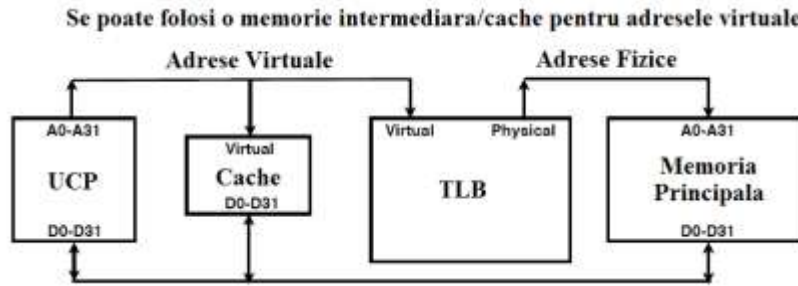 Se poate folosi o memorie intermediara/cache pentru adresele virtuale
Adrese Virtuale
Adrese Fizice
A0-A31
UCP
D0-D31
Virtual
Cache
D0-D31
Virtual Physical
TLB
A0-A31
Memoria
Principala
D0-D31